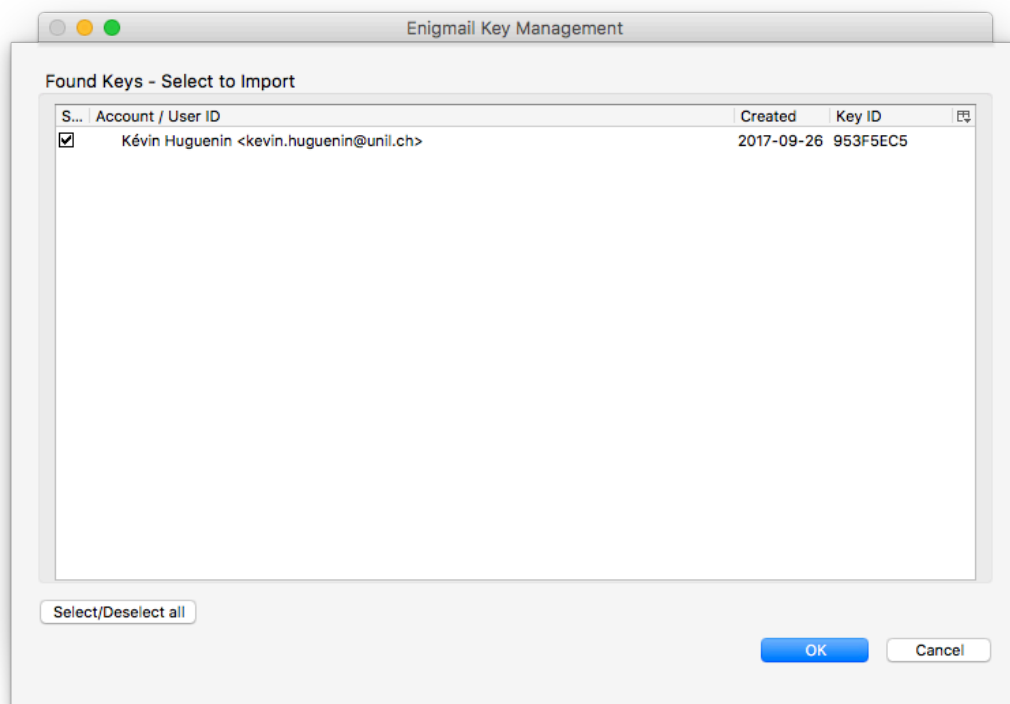 Enigmail Key Management
Found Keys - Select to Import
S... Account / User ID Created Key ID
Kévin Huguenin <kevin.huguenin@unil.ch> 2017-09-26 953F5EC5
Select/Deselect all
OK Cancel